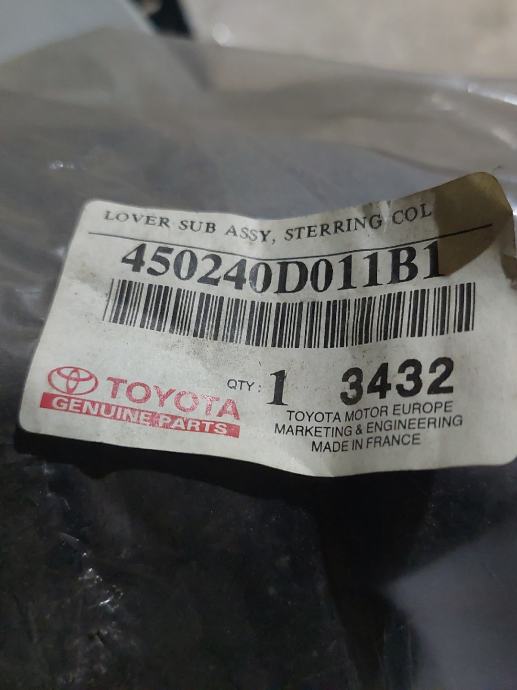 LOVER SUB ASSY, STERRING COL
450240D011B1
TOYOTA
GENUINE PARTS
QTY: 1 3432
TOYOTA MOTOR EUROPE
MARKETING & ENGINEERING
MADE IN FRANCE